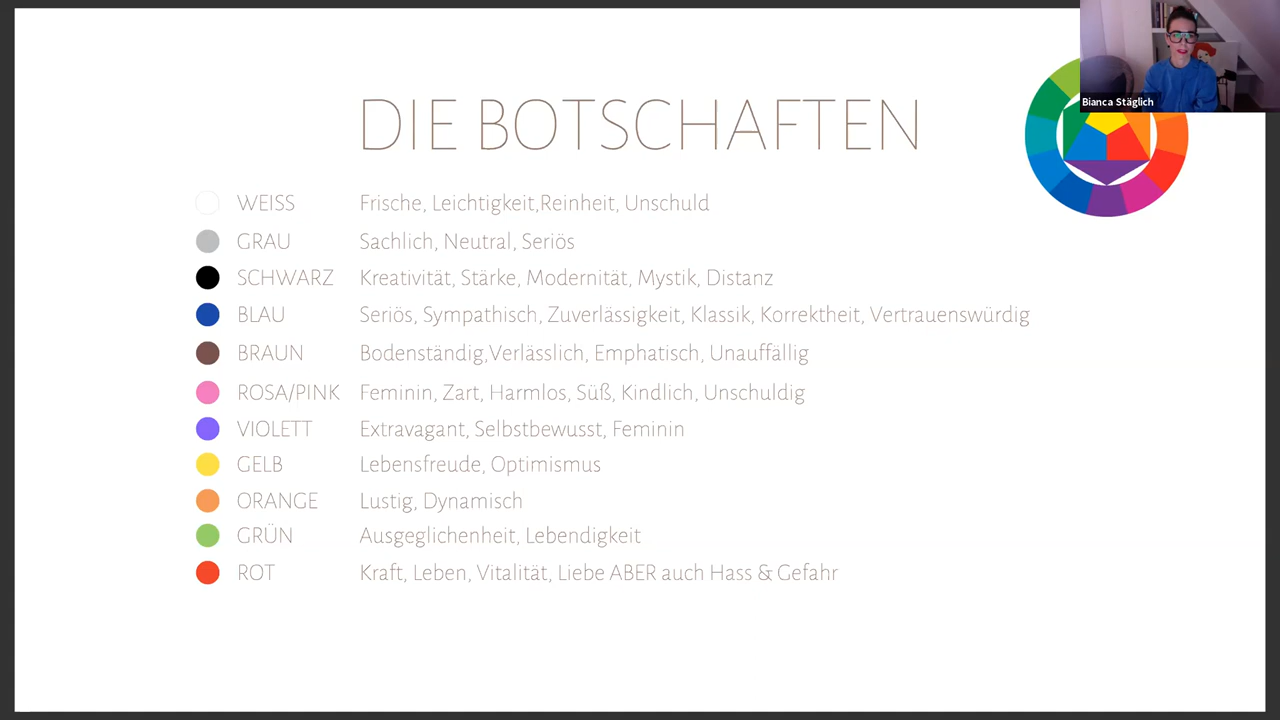 Bianca Stäglich
DIE BOTSCHAFTEN
WEISS Frische, Leichtigkeit,Reinheit, Unschuld
GRAU Sachlich, Neutral, Seriös
SCHWARZ Kreativität, Stärke, Modernität, Mystik, Distanz
BLAU Seriös, Sympathisch, Zuverlässigkeit, Klassik, Korrektheit, Vertrauenswürdig
BRAUN Bodenständig,Verlässlich, Emphatisch, Unauffällig
ROSA/PINK Feminin, Zart, Harmlos, Süß, Kindlich, Unschuldig
VIOLETT Extravagant, Selbstbewusst, Feminin
GELB Lebensfreude, Optimismus
ORANGE Lustig, Dynamisch
GRÜN Ausgeglichenheit, Lebendigkeit
ROT Kraft, Leben, Vitalität, Liebe ABER auch Hass & Gefahr